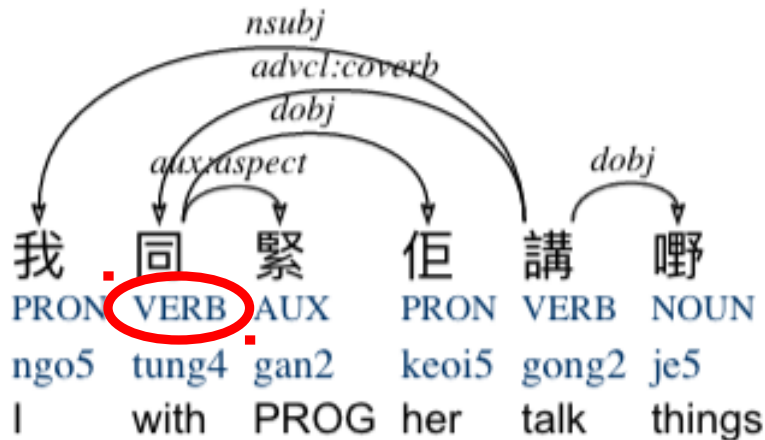 nsubj
advcl:coverb
dobj
aux:aspect dobj
我 同 緊 佢 講 嘢
PRON VERB AUX PRON VERB NOUN
ngo5 tung4 gan2 keoi5 gong2 je5
I with PROG her talk things